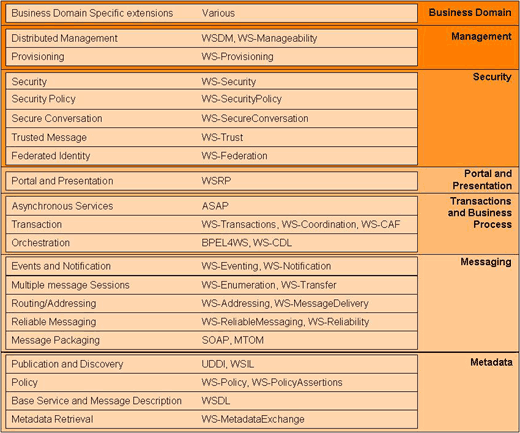 Business Domain Specific extensions Various Business Domain
Distributed Management WSDM, WS-Manageability Management
Provisioning WS-Provisioning
Security WS-Security Security
Security Policy WS-SecurityPolicy
Secure Conversation WS-SecureConversation
Trusted Message WS-Trust
Federated Identity WS-Federation
Portal and Presentation WSRP Portal and
Presentation
Asynchronous Services ASAP Transactions
and Business
Process
Transaction WS-Transactions, WS-Coordination, WS-CAF
Orchestration BPEL4WS, WS-CDL
Events and Notification WS-Eventing, WS-Notification Messaging
Multiple message Sessions WS-Enumeration, WS-Transfer
Routing/Addressing WS-Addressing, WS-MessageDelivery
Reliable Messaging WS-ReliableMessaging, WS-Reliability
Message Packaging SOAP, MTOM
Publication and Discovery UDDI, WSIL Metadata
Policy WS-Policy, WS-PolicyAssertions
Base Service and Message Description WSDL
Metadata Retrieval WS-MetadataExchange